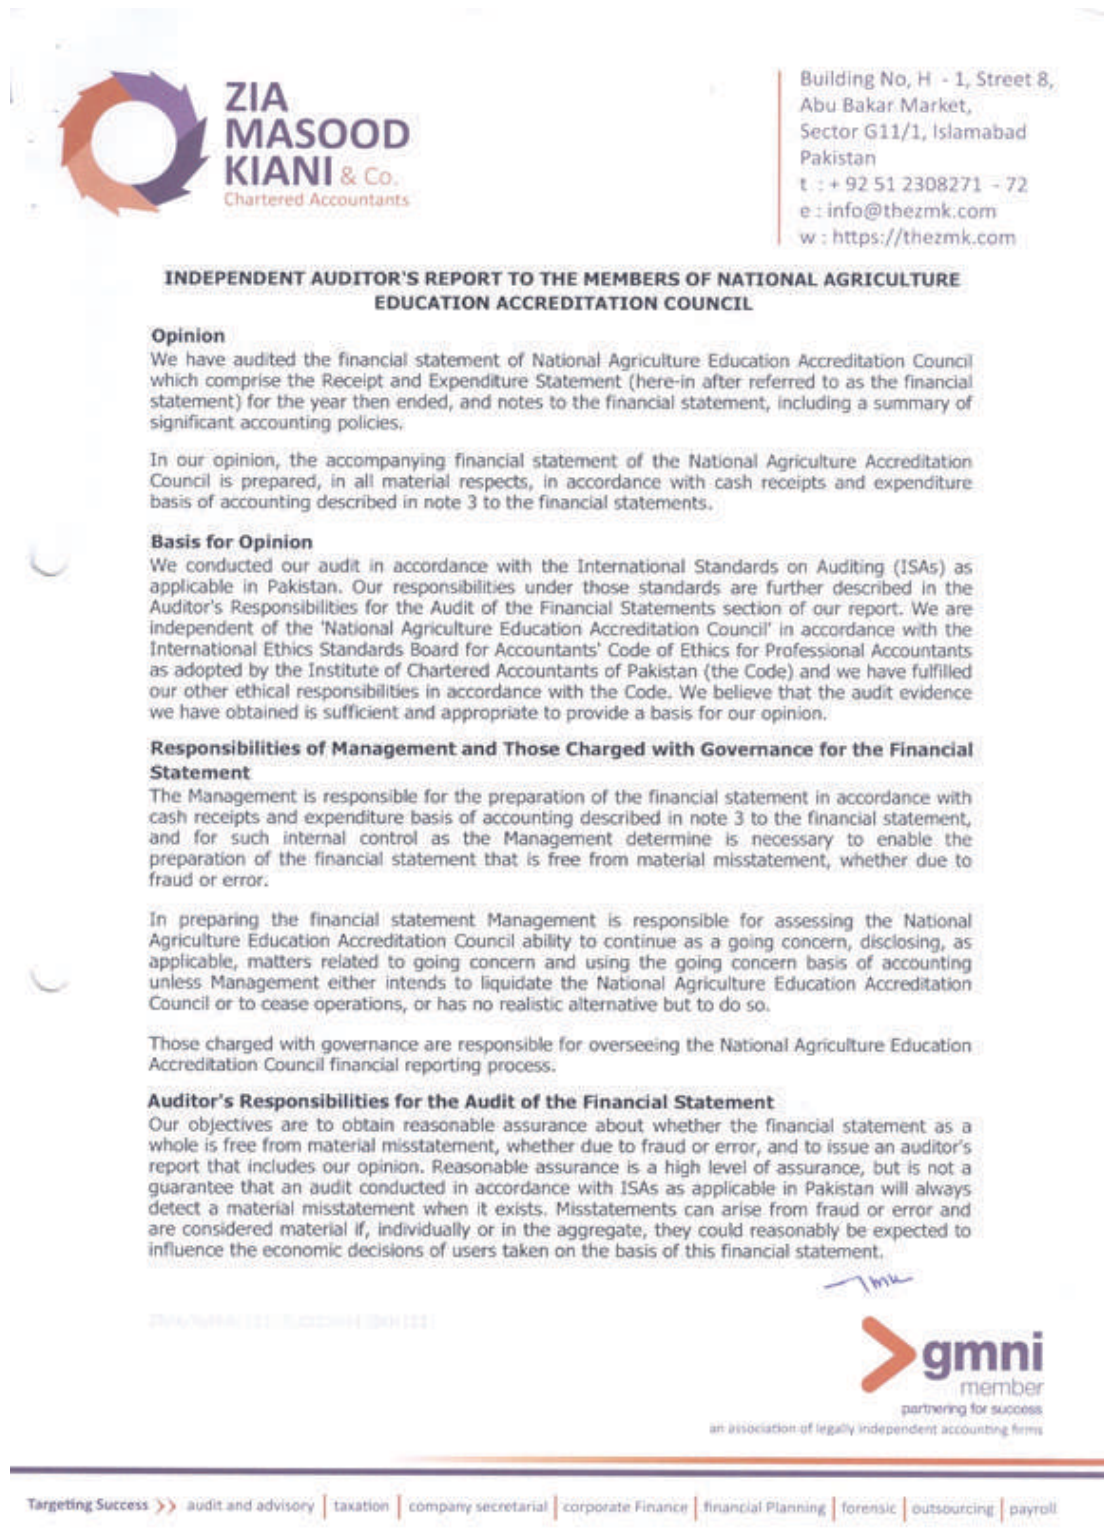 ZIA
MASOOD
KIANI & Co.
Chartered Accountants
Building No, H - 1, Street 8,
Abu Bakar Market,
Sector G11/1, Islamabad
Pakistan
t : + 92 51 2308271 - 72
e : info@thezmk.com
w : https://thezmk.com
INDEPENDENT AUDITOR'S REPORT TO THE MEMBERS OF NATIONAL AGRICULTURE
EDUCATION ACCREDITATION COUNCIL
Opinion
We have audited the financial statement of National Agriculture Education Accreditation Council
which comprise the Receipt and Expenditure Statement (here-in after referred to as the financial
statement) for the year then ended, and notes to the financial statement, including a summary of
significant accounting policies.
In our opinion, the accompanying financial statement of the National Agriculture Accreditation
Council is prepared, in all material respects, in accordance with cash receipts and expenditure
basis of accounting described in note 3 to the financial statements.
Basis for Opinion
We conducted our audit in accordance with the International Standards on Auditing (ISAs) as
applicable in Pakistan. Our responsibilities under those standards are further described in the
Auditor's Responsibilities for the Audit of the Financial Statements section of our report. We are
independent of the 'National Agriculture Education Accreditation Council' in accordance with the
International Ethics Standards Board for Accountants' Code of Ethics for Professional Accountants
as adopted by the Institute of Chartered Accountants of Pakistan (the Code) and we have fulfilled
our other ethical responsibilities in accordance with the Code. We believe that the audit evidence
we have obtained is sufficient and appropriate to provide a basis for our opinion.
Responsibilities of Management and Those Charged with Governance for the Financial
Statement
The Management is responsible for the preparation of the financial statement in accordance with
cash receipts and expenditure basis of accounting described in note 3 to the financial statement,
and for such internal control as the Management determine is necessary to enable the
preparation of the financial statement that is free from material misstatement, whether due to
fraud or error.
In preparing the financial statement Management is responsible for assessing the National
Agriculture Education Accreditation Council ability to continue as a going concern, disclosing, as
applicable, matters related to going concern and using the going concern basis of accounting
unless Management either intends to liquidate the National Agriculture Education Accreditation
Council or to cease operations, or has no realistic alternative but to do so.
Those charged with governance are responsible for overseeing the National Agriculture Education
Accreditation Council financial reporting process.
Auditor's Responsibilities for the Audit of the Financial Statement
Our objectives are to obtain reasonable assurance about whether the financial statement as a
whole is free from material misstatement, whether due to fraud or error, and to issue an auditor's
report that includes our opinion. Reasonable assurance is a high level of assurance, but is not a
guarantee that an audit conducted in accordance with ISAs as applicable in Pakistan will always
detect a material misstatement when it exists. Misstatements can arise from fraud or error and
are considered material if, individually or in the aggregate, they could reasonably be expected to
influence the economic decisions of users taken on the basis of this financial statement.
gmni
member
partnering for success
an association of legally independent accounting firms
Targeting Success >> audit and advisory | taxation | company secretarial | corporate Finance | financial Planning | forensic | outsourcing | payroll